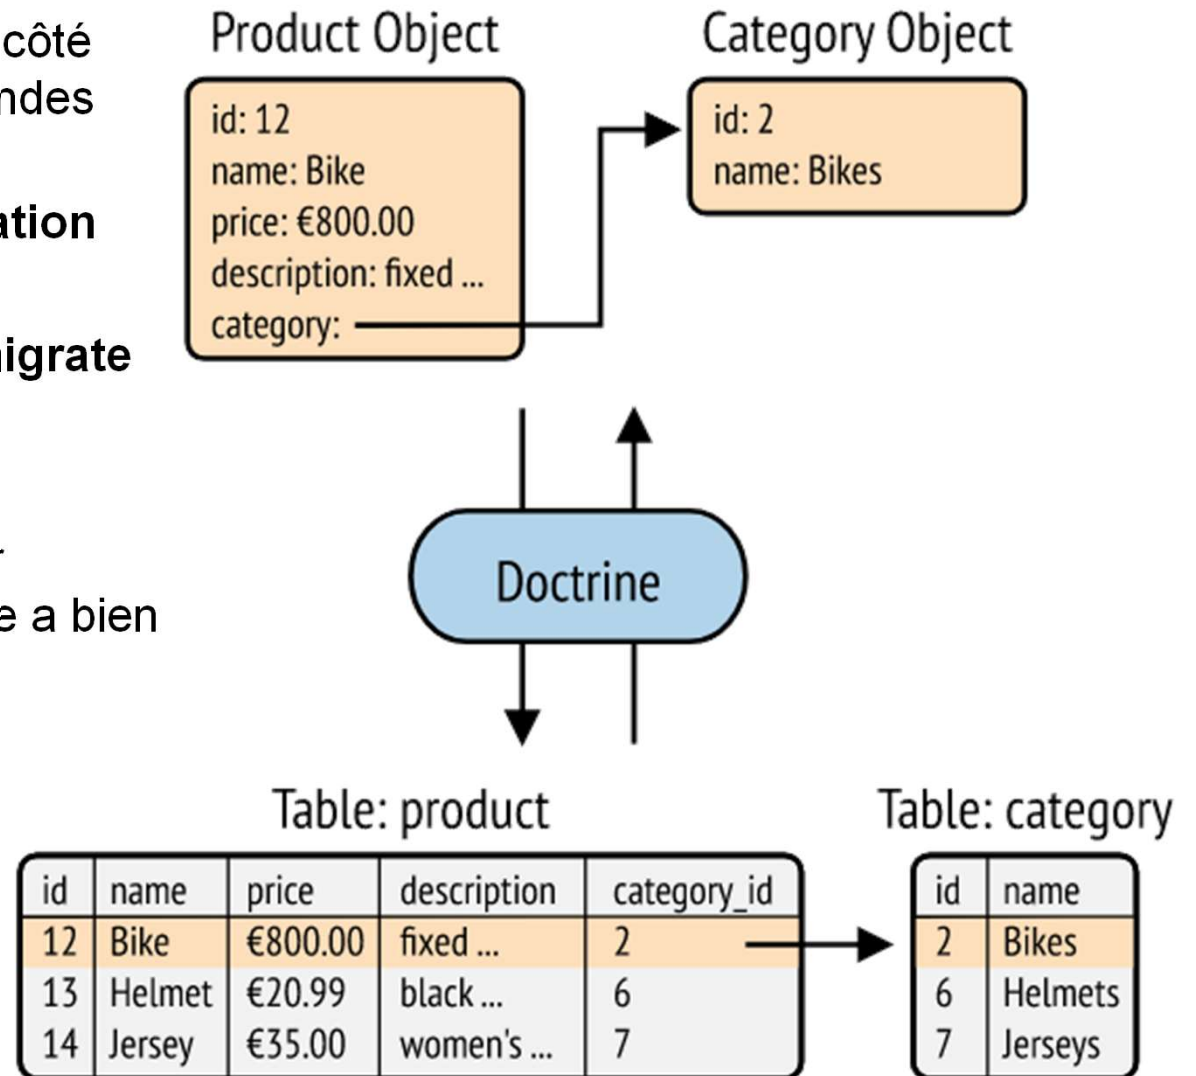 côté
ndes
ation
igrate
e a bien
Product Object
id: 12
name: Bike
price: €800.00
description: fixed ...
category:
Category Object
id: 2
name: Bikes
Doctrine
Table: product
id name price description category_id
12 Bike €800.00 fixed ... 2
13 Helmet €20.99 black ... 6
14 Jersey €35.00 women's ... 7
Table: category
id name
2 Bikes
6 Helmets
7 Jerseys